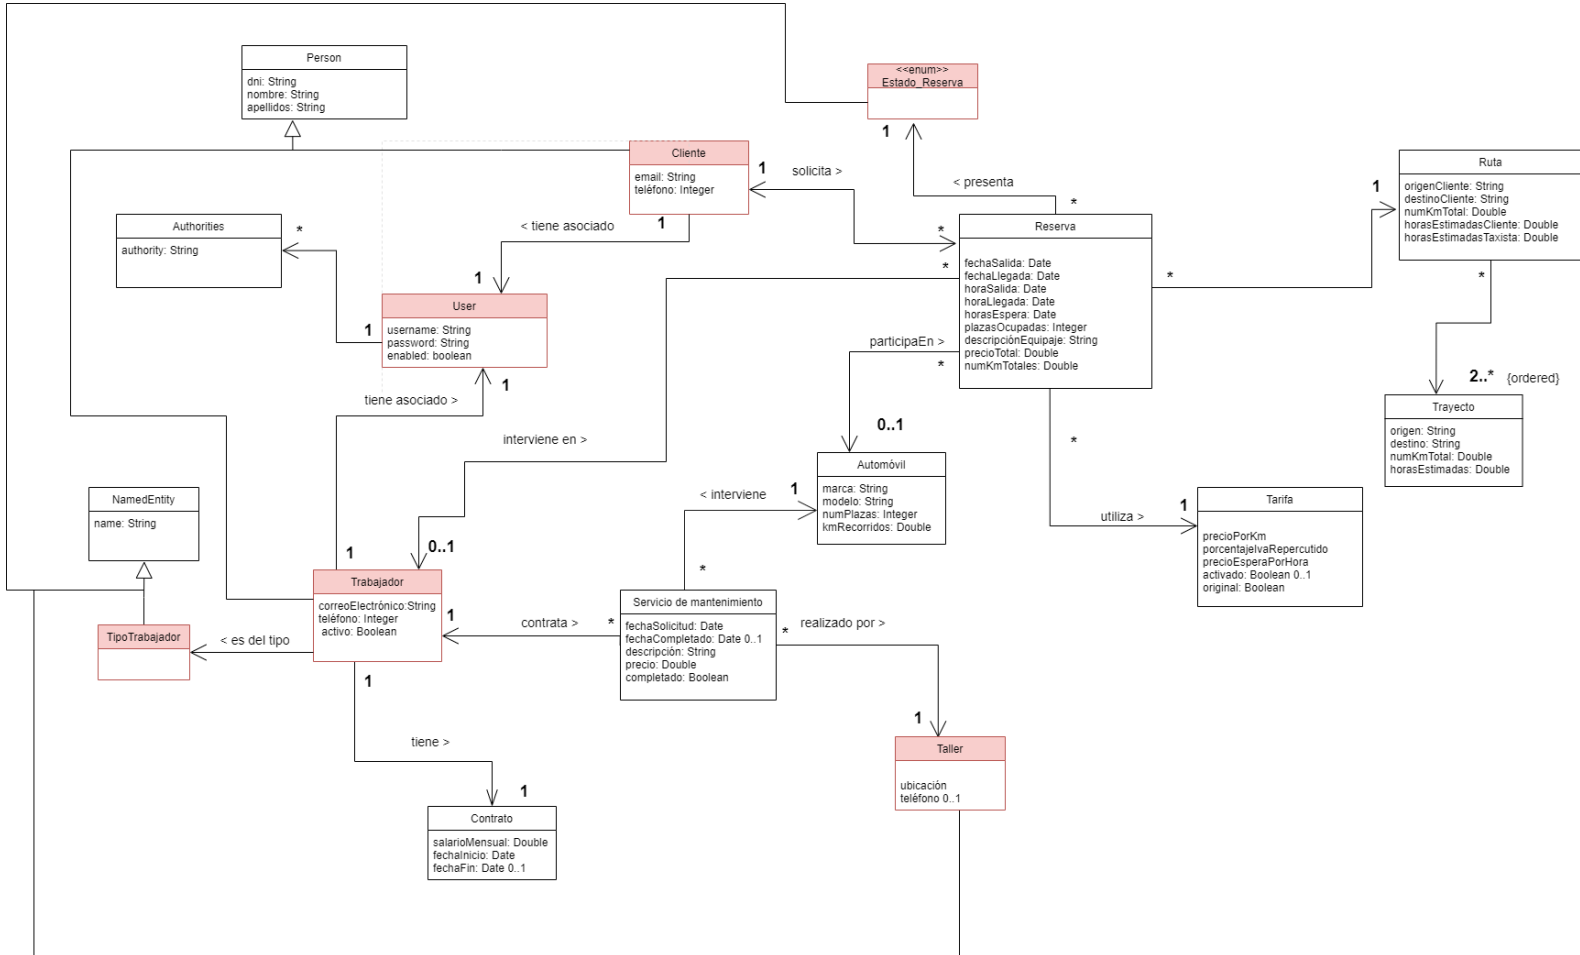 Person
dni: String
nombre: String
apellidos: String
<<enum>>
Estado_Reserva
1
Cliente
email: String
teléfono: Integer
1
solicita >
*
1
< presenta
*
Ruta
origenCliente: String
destinoCliente: String
numKmTotal: Double
horasEstimadasCliente: Double
horasEstimadasTaxista: Double
1
*
Authorities
authority: String
*
< tiene asociado
1
1
User
username: String
password: String
enabled: boolean
1
1
tiene asociado >
Reserva
fechaSalida: Date
fechaLlegada: Date
horaSalida: Date
horaLlegada: Date
horasEspera: Date
plazasOcupadas: Integer
descripciónEquipaje: String
precioTotal: Double
numKmTotales: Double
*
*
participaEn >
*
0..1
interviene en >
2..*
{ordered}
Trayecto
origen: String
destino: String
numKmTotal: Double
horasEstimadas: Double
*
utiliza >
1
Automóvil
marca: String
modelo: String
numPlazas: Integer
kmRecorridos: Double
< interviene
1
*
Tarifa
precioPorKm
porcentajeIvaRepercutido
precioEsperaPorHora
activado: Boolean 0..1
original: Boolean
NamedEntity
name: String
1
0..1
Trabajador
correoElectrónico:String
teléfono: Integer
activo: Boolean
TipoTrabajador
< es del tipo
1
contrata >
*
Servicio de mantenimiento
fechaSolicitud: Date
fechaCompletado: Date 0..1
descripción: String
precio: Double
completado: Boolean
*
realizado por >
1
1
tiene >
1
Taller
ubicación
teléfono 0..1
Contrato
salarioMensual: Double
fechaInicio: Date
fechaFin: Date 0..1